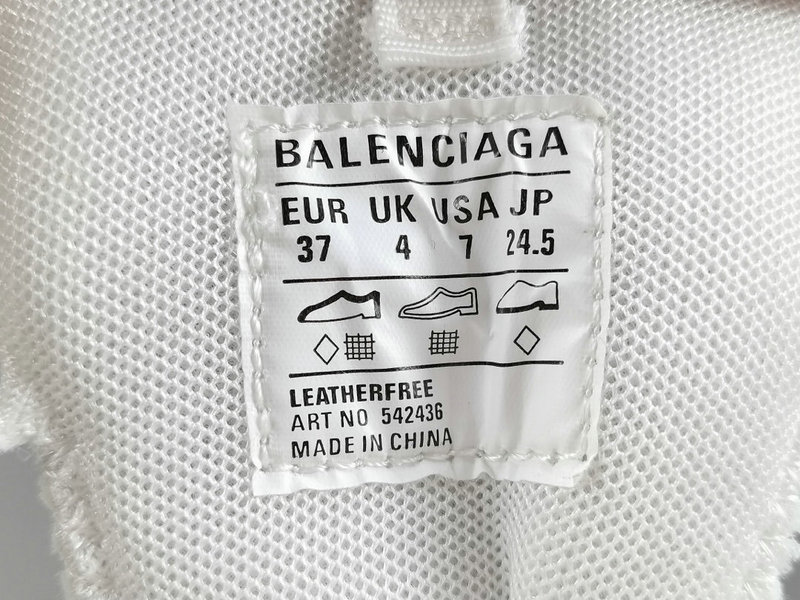 BALENCIAGA
EUR UK USA JP
37 4 7 24.5
LEATHERFREE
ART NO 542436
MADE IN CHINA